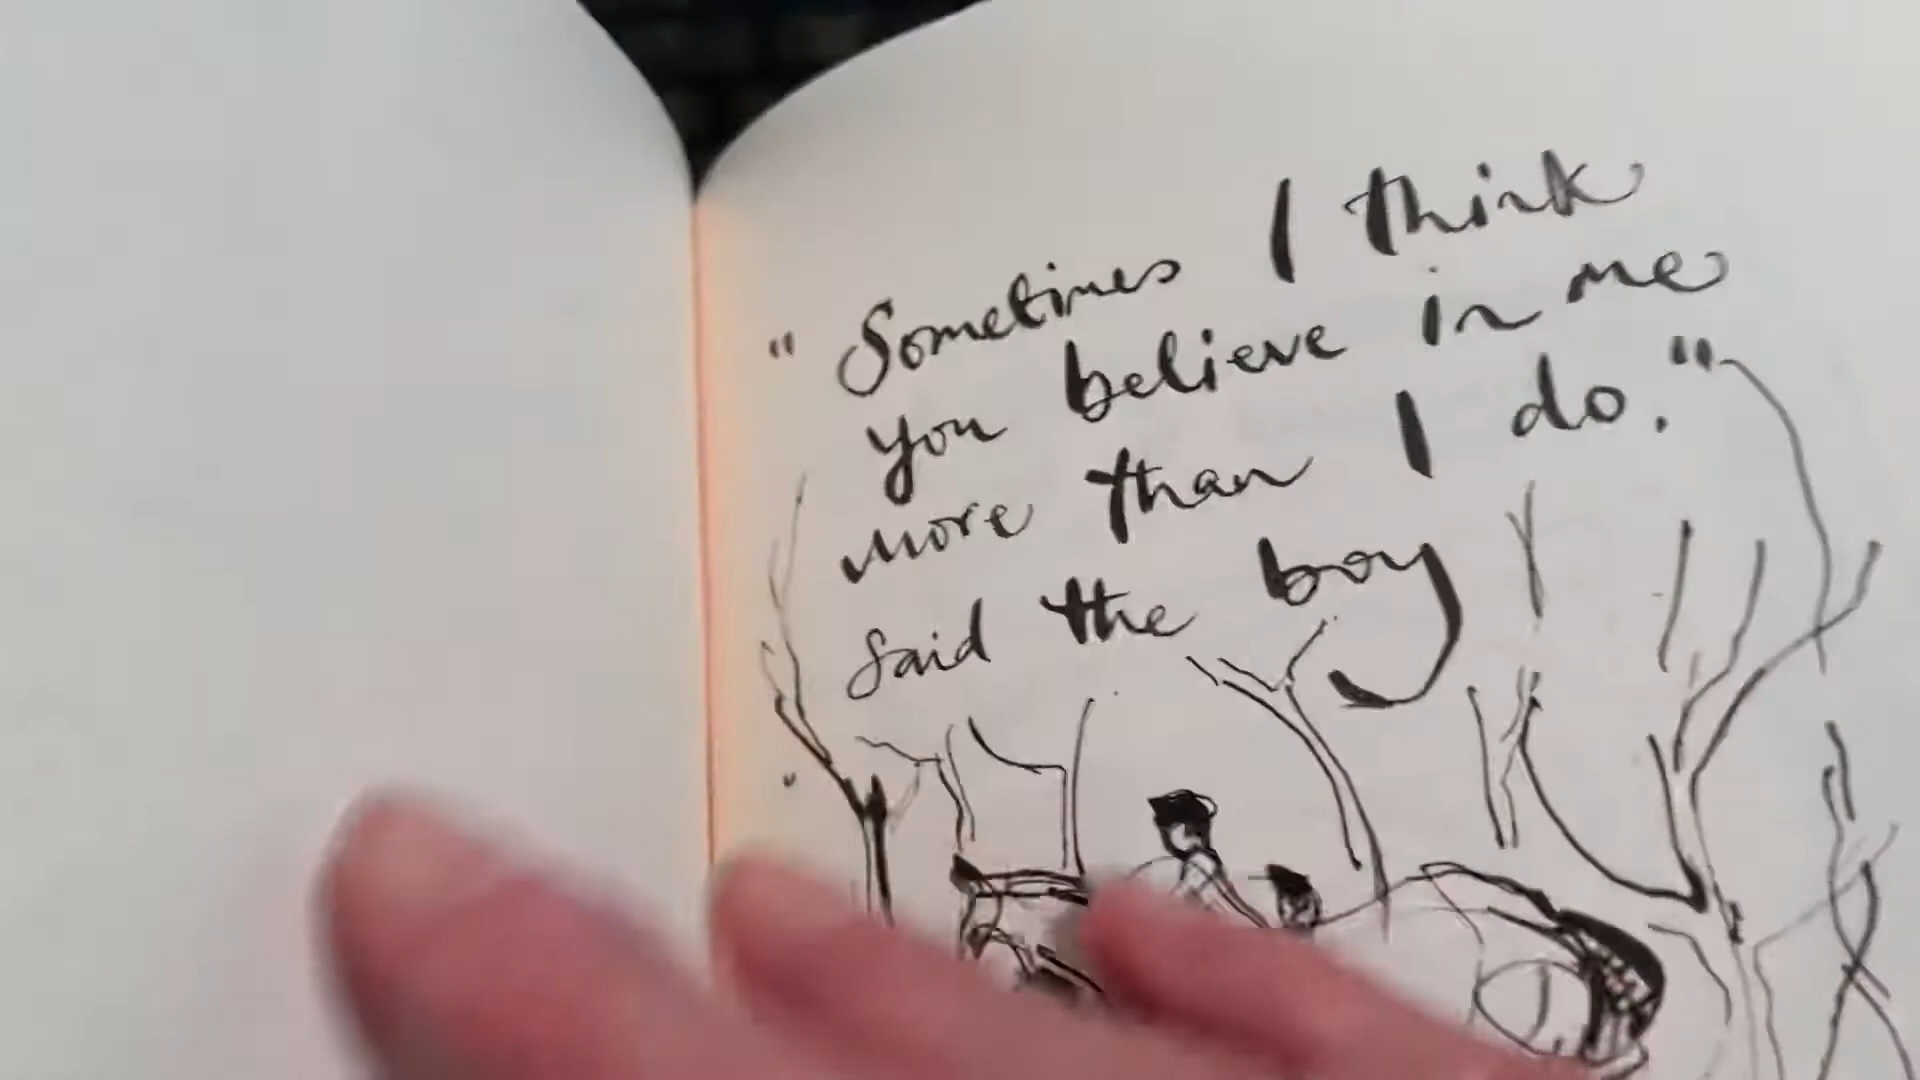 "Sometimes I think
you believe in me
more than I do."
said the boy